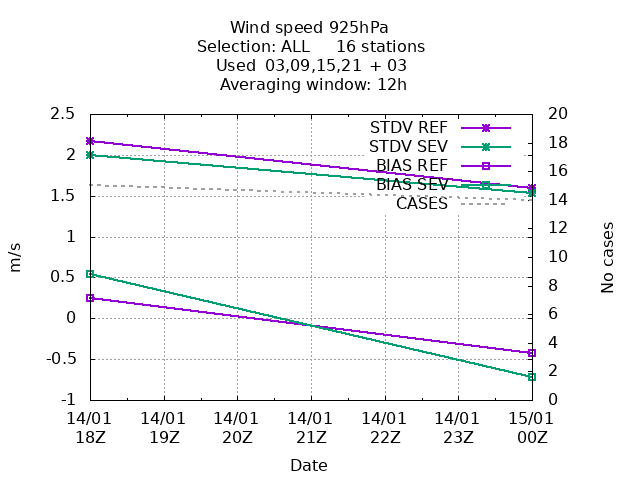 Wind speed 925hPa
Selection: ALL 16 stations
Used 03,09,15,21 + 03
Averaging window: 12h
STDV REF
STDV SEV
BIAS REF
BIAS SEV
CASES
m/s
2.5
2
1.5
1
0.5
0
-0.5
-1
No cases
20
18
16
14
12
10
8
6
4
2
0
14/01 14/01 14/01 14/01 14/01 14/01 15/01
18Z 19Z 20Z 21Z 22Z 23Z 00Z
Date